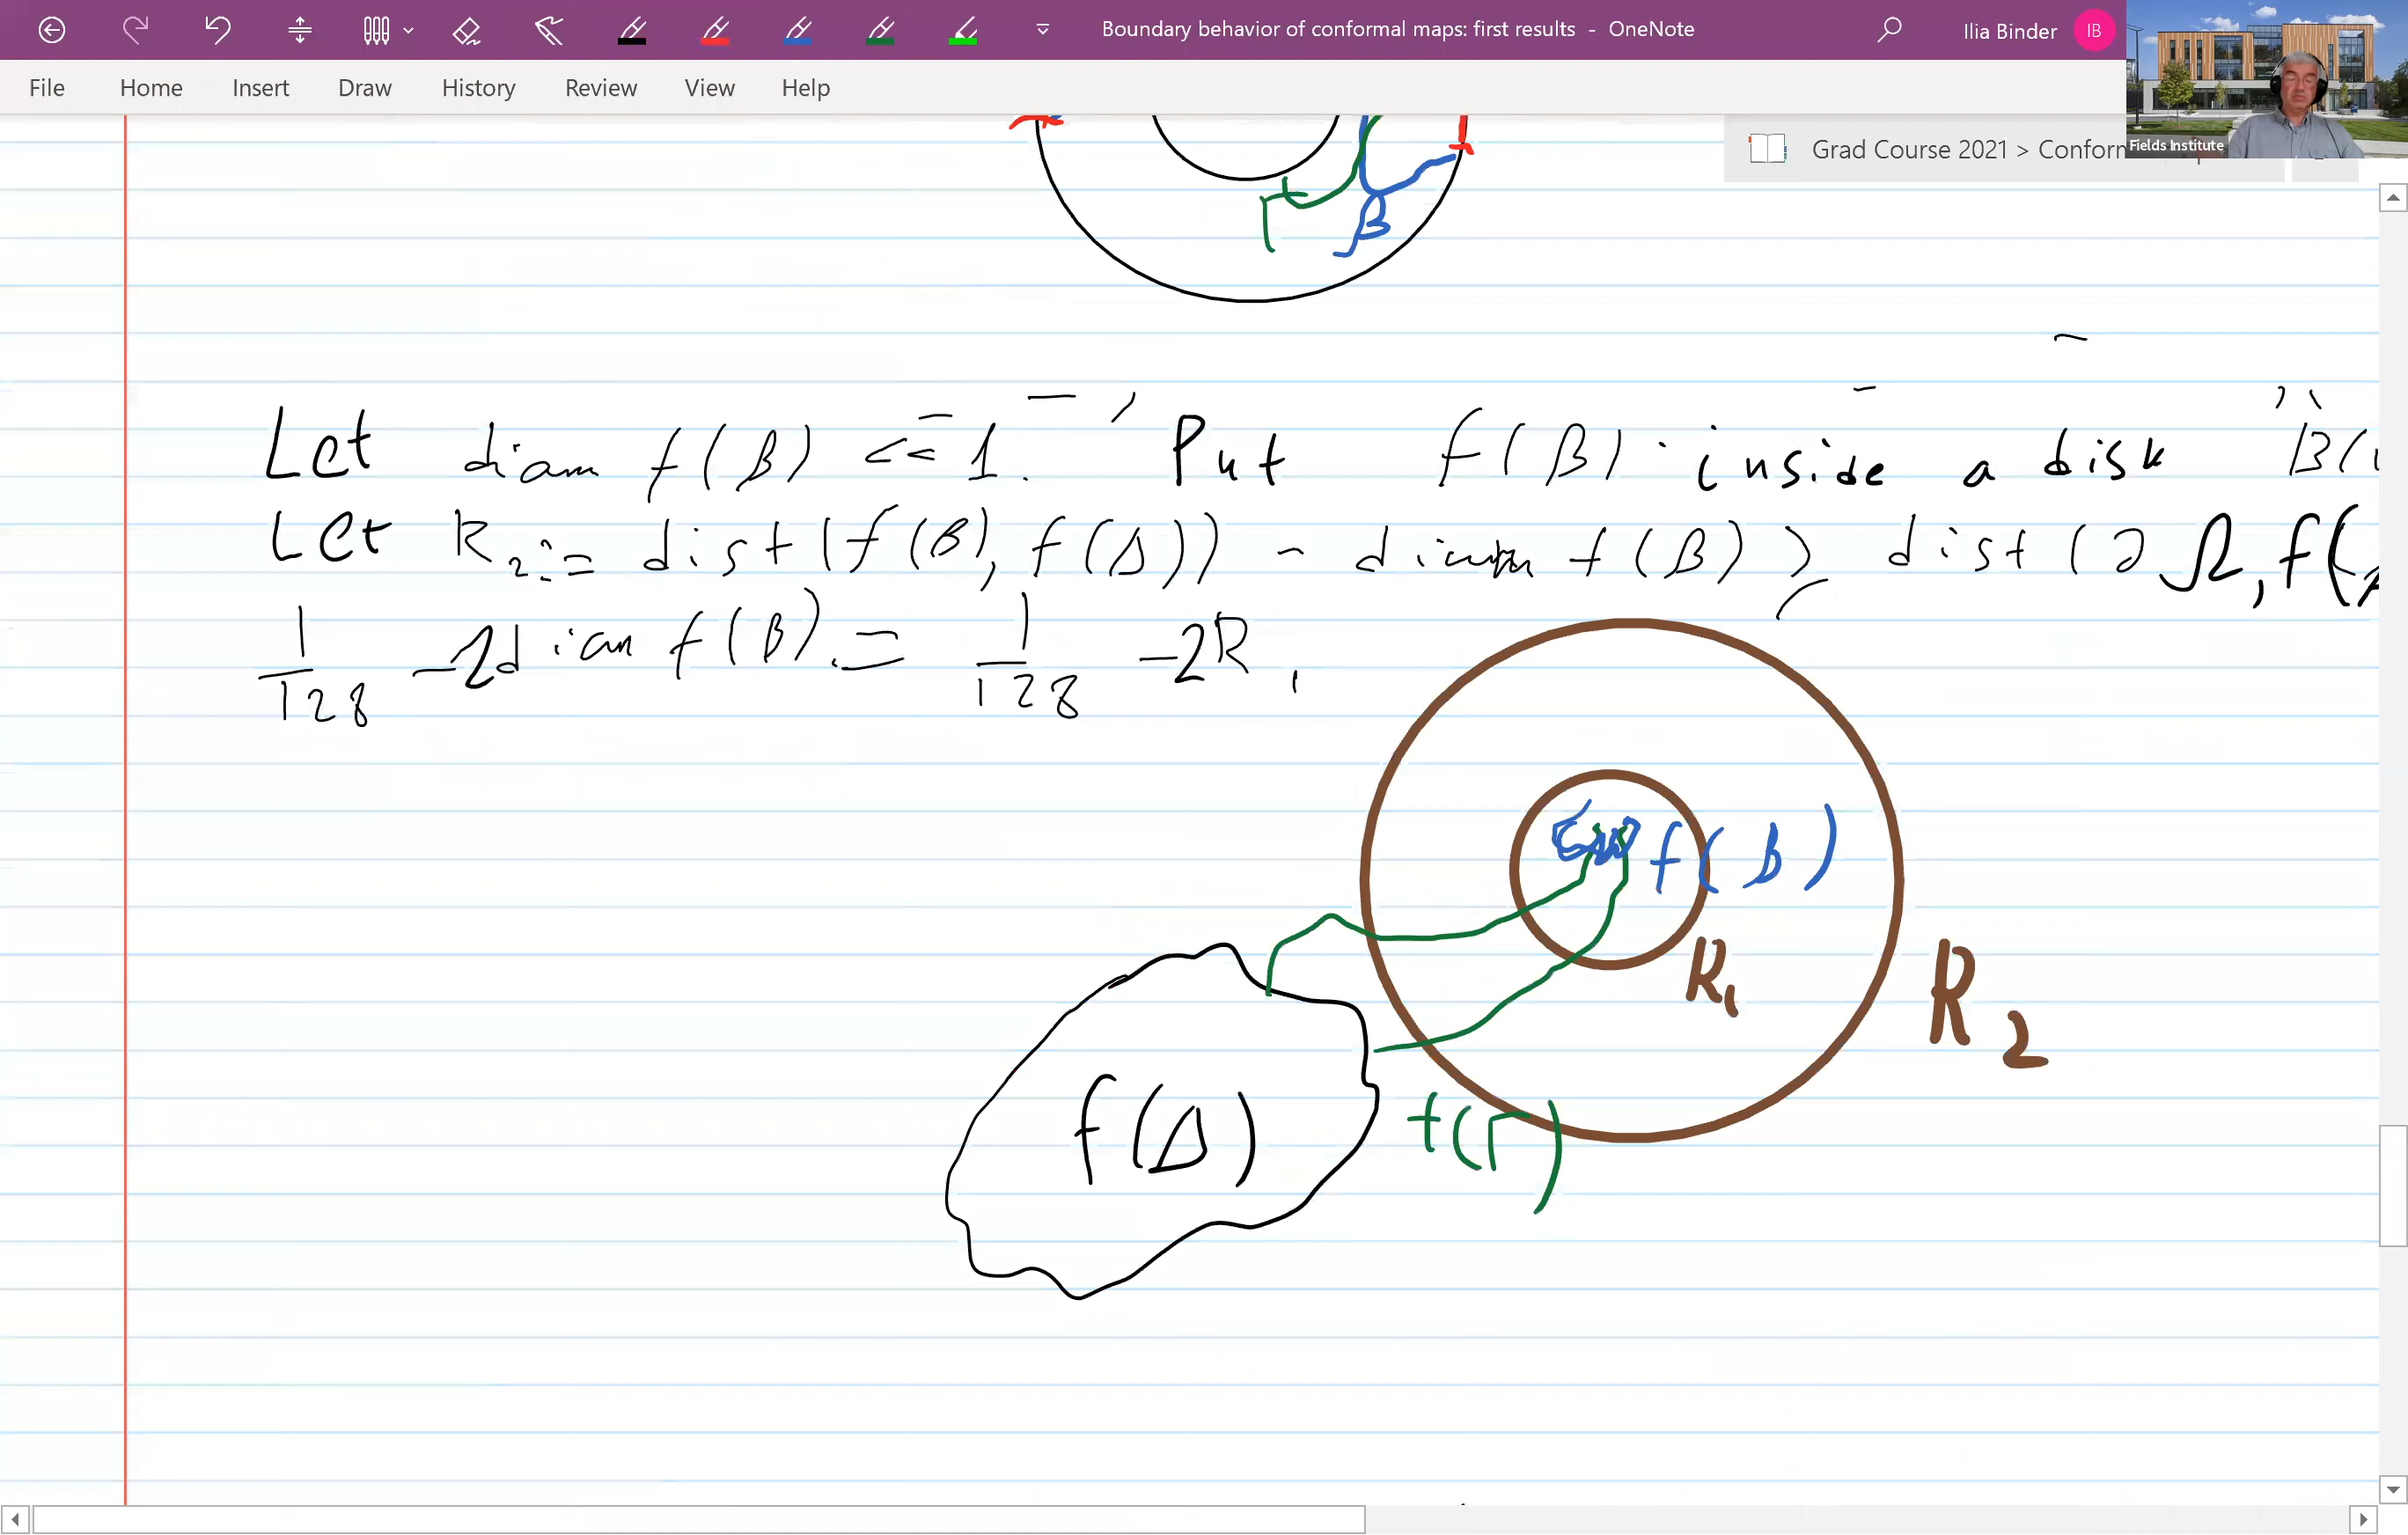 Boundary behavior of conformal maps: first results - OneNote
Ilia Binder
IB
File Home Insert Draw History Review View Help
Grad Course 2021 > Conform
Fields Institute
Γ
β
Let diam f(β) << 1. Put f(β) inside a disk B(
Let R₂ := dist(f(β), f(Δ)) - diam f(β) ≥ dist(∂Ω, f(
1/128 - 2diam f(β) = 1/128 - 2R₁
f(β)
R₁
R₂
f(Δ)
f(Γ)